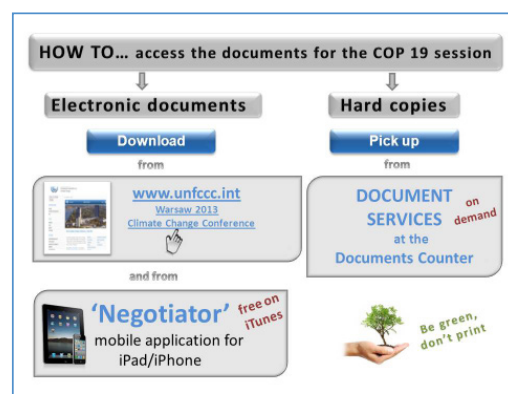 HOW TO... access the documents for the COP 19 session
Electronic documents
Download
from
www.unfccc.int
Warsaw 2013
Climate Change Conference
and from
‘Negotiator’
free on
iTunes
mobile application for
iPad/iPhone
Hard copies
Pick up
from
DOCUMENT
SERVICES
on
demand
at the
Documents Counter
Be green,
don't print